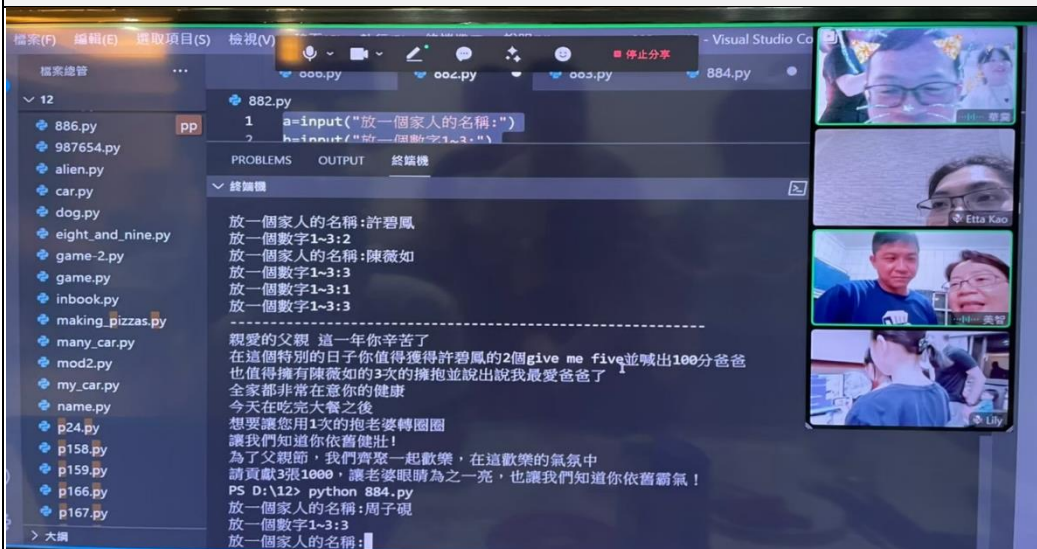 檔案(F) 編輯(E) 選取項目(S) 檢視(V)
- Visual Studio Co
停止分享
檔案總管 ...
886.py 882.py 883.py 884.py
12
882.py
886.py pp
987654.py
alien.py
car.py
dog.py
eight_and_nine.py
game-2.py
game.py
inbook.py
making_pizzas.py
many_car.py
mod2.py
my_car.py
name.py
p24.py
p158.py
p159.py
p166.py
p167.py
大綱
1 a=input("放一個家人的名稱:")
2 b=input("放一個數字1~3:")
PROBLEMS OUTPUT 終端機
終端機
放一個家人的名稱:許碧鳳
放一個數字1~3:2
放一個家人的名稱:陳薇如
放一個數字1~3:3
放一個數字1~3:1
放一個數字1~3:3
------------------------------------------------------------
親愛的父親 這一年你辛苦了
在這個特別的日子你值得獲得許碧鳳的2個give me five並喊出100分爸爸
也值得擁有陳薇如的3次的擁抱並說出說我最愛爸爸了
全家都非常在意你的健康
今天在吃完大餐之後
想要讓您用1次的抱老婆轉圈圈
讓我們知道你依舊健壯!
為了父親節,我們齊聚一起歡樂,在這歡樂的氣氛中
請貢獻3張1000,讓老婆眼睛為之一亮,也讓我們知道你依舊霸氣!
PS D:\12> python 884.py
放一個家人的名稱:周子硯
放一個數字1~3:3
放一個家人的名稱:
Etta Kao
美智
Lily